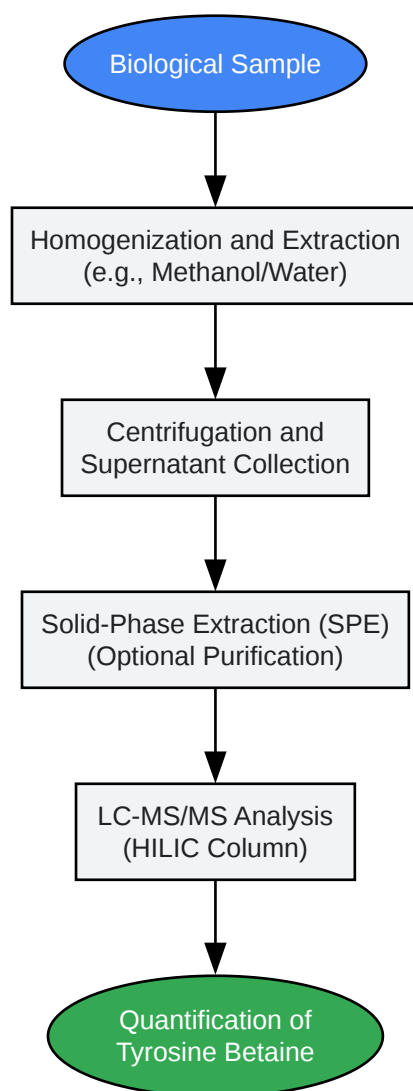 Biological Sample
Homogenization and Extraction
(e.g., Methanol/Water)
Centrifugation and
Supernatant Collection
Solid-Phase Extraction (SPE)
(Optional Purification)
LC-MS/MS Analysis
(HILIC Column)
Quantification of
Tyrosine Betaine